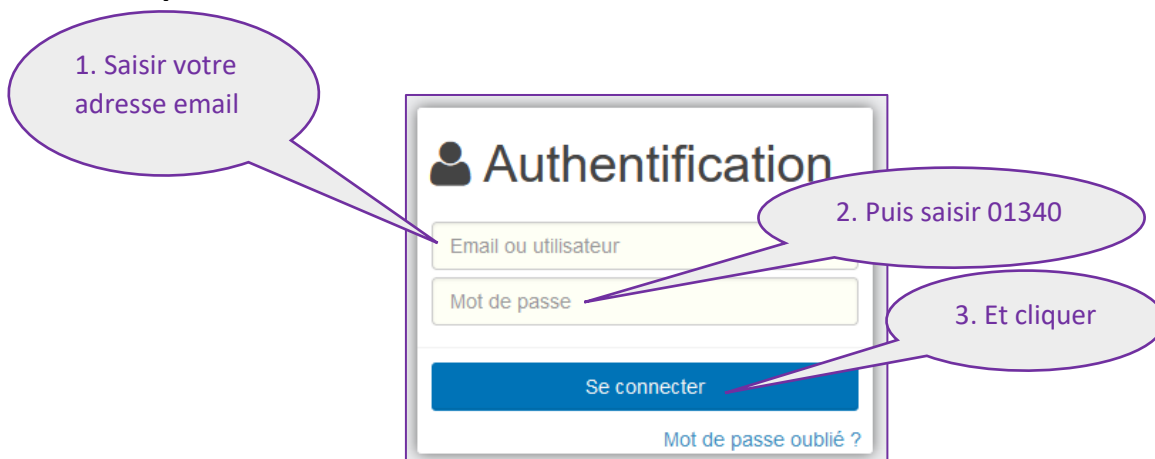 1. Saisir votre
adresse email
Authentification
2. Puis saisir 01340
Email ou utilisateur
Mot de passe
3. Et cliquer
Se connecter
Mot de passe oublié ?